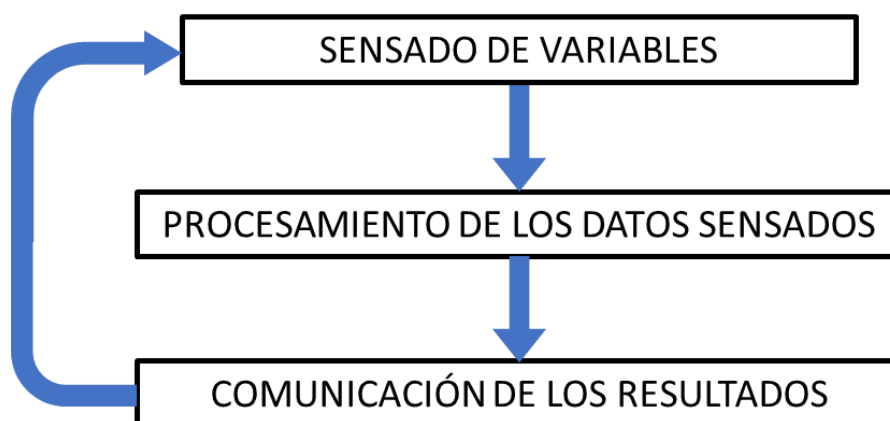 SENSADO DE VARIABLES
PROCESAMIENTO DE LOS DATOS SENSADOS
COMUNICACIÓN DE LOS RESULTADOS